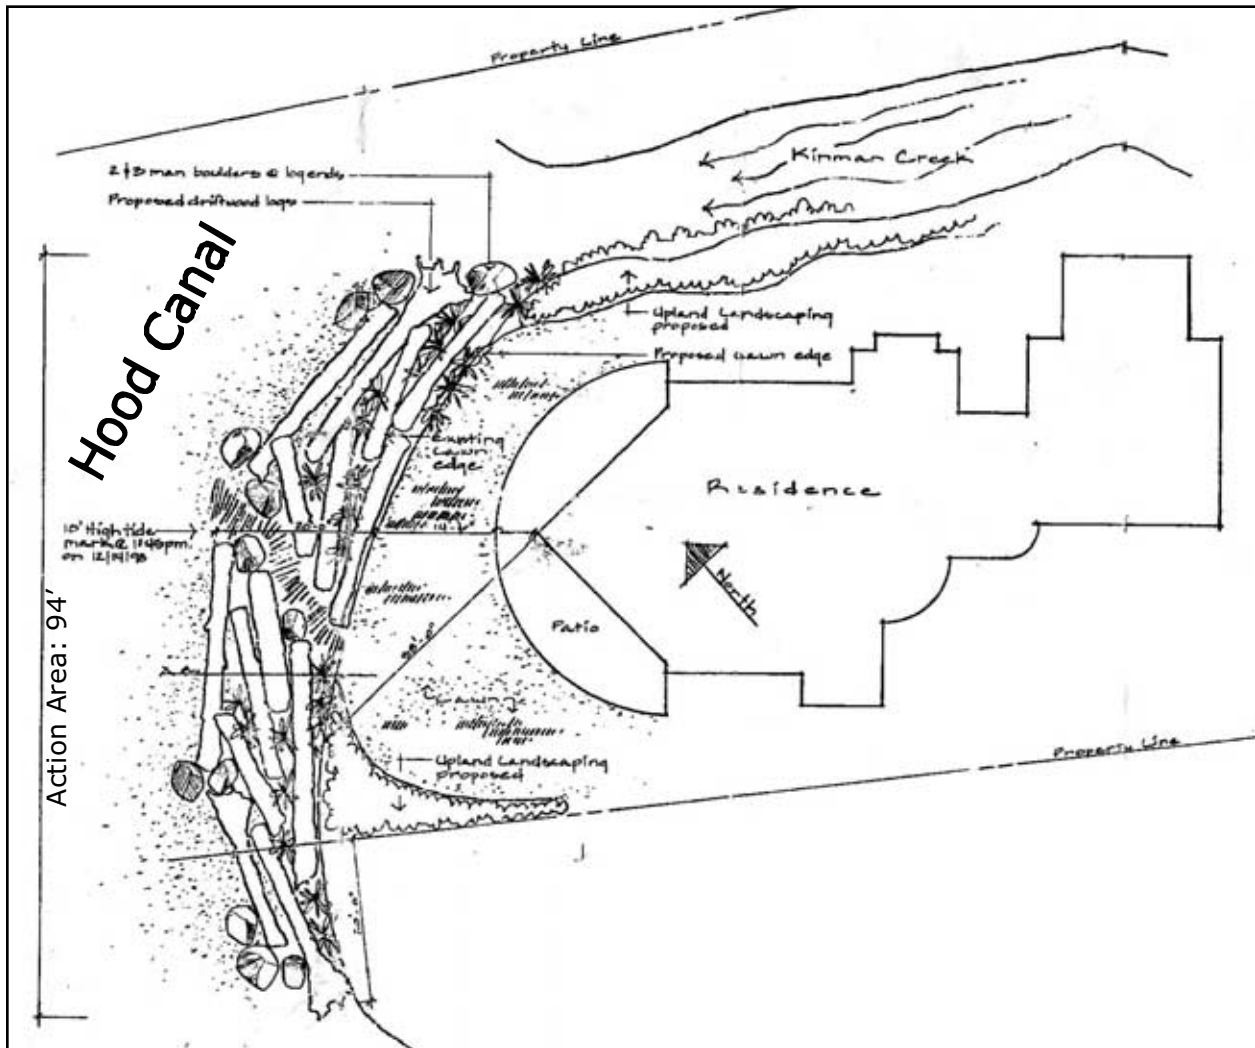 Property Line
Kinman Creek
2 & 3 man boulders @ log ends
Proposed driftwood logs
Hood Canal
Upland Landscaping
proposed
Proposed Lawn edge
Existing
Lawn
edge
Residence
10' High tide
mark @ 11:45pm.
on 12/14/98
North
Patio
Action Area: 94'
Upland Landscaping
proposed
Property Line